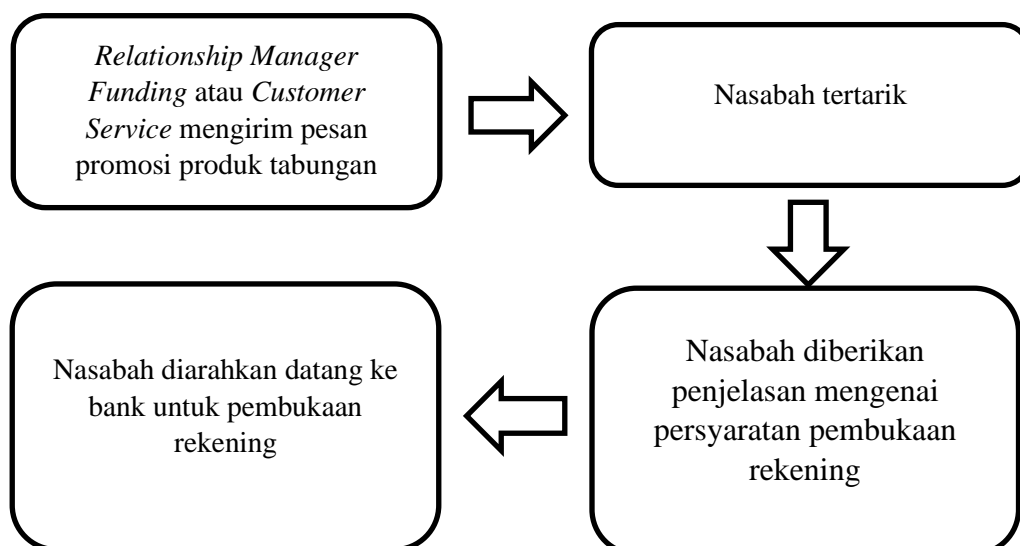 Relationship Manager
Funding atau Customer
Service mengirim pesan
promosi produk tabungan
Nasabah tertarik
Nasabah diberikan
penjelasan mengenai
persyaratan pembukaan
rekening
Nasabah diarahkan datang ke
bank untuk pembukaan
rekening